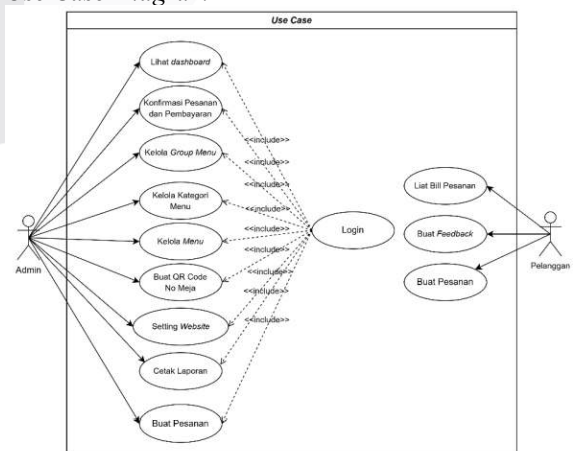 Use Case
Lihat dashboard
Konfirmasi Pesanan
dan Pembayaran
Kelola Group Menu
Kelola Kategori
Menu
Kelola Menu
Buat QR Code
No Meja
Setting Website
Cetak Laporan
Buat Pesanan
Admin
<<include>>
<<include>>
<<include>>
<<include>>
<<include>>
<<include>>
<<include>>
<<include>>
<<include>>
Login
Liat Bill Pesanan
Buat Feedback
Buat Pesanan
Pelanggan